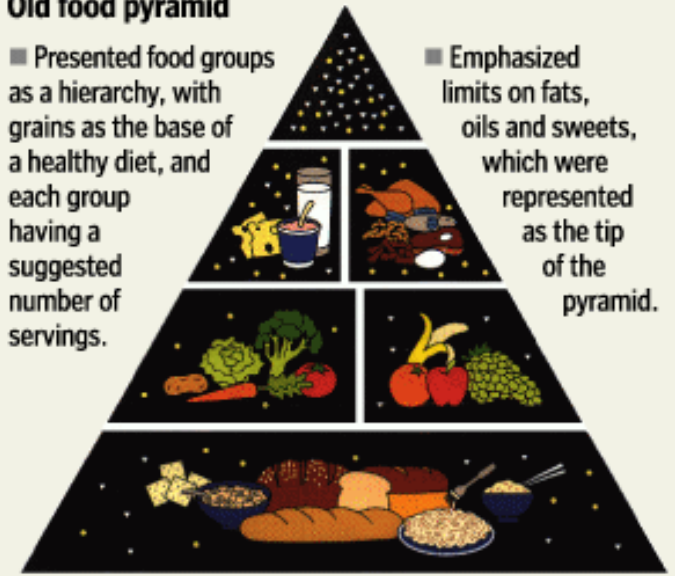 Old food pyramid
Presented food groups
as a hierarchy, with
grains as the base of
a healthy diet, and
each group
having a
suggested
number of
servings.
Emphasized
limits on fats,
oils and sweets,
which were
represented
as the tip
of the
pyramid.